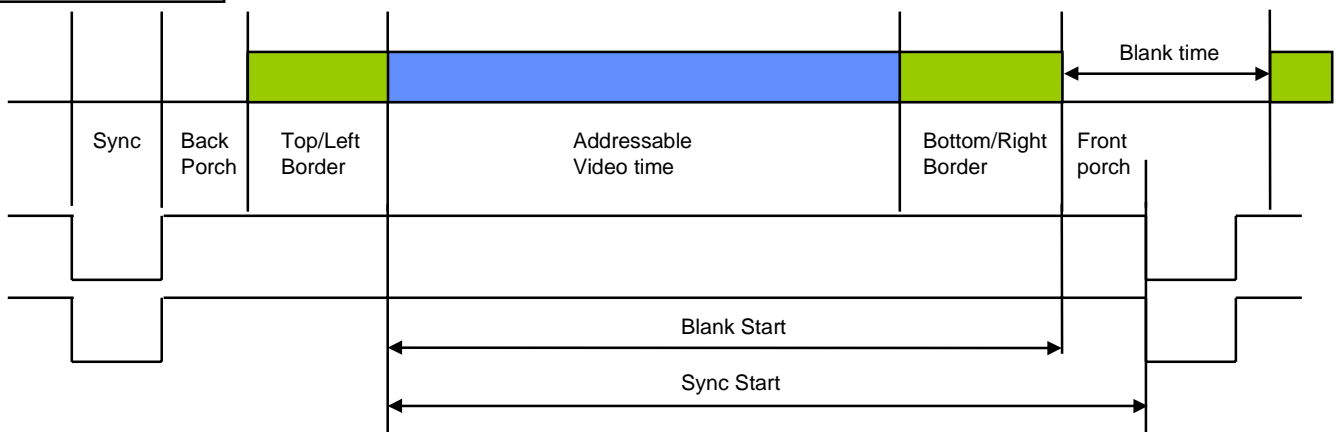 Blank time
Sync
Back
Porch
Top/Left
Border
Addressable
Video time
Bottom/Right
Border
Front
porch
Blank Start
Sync Start